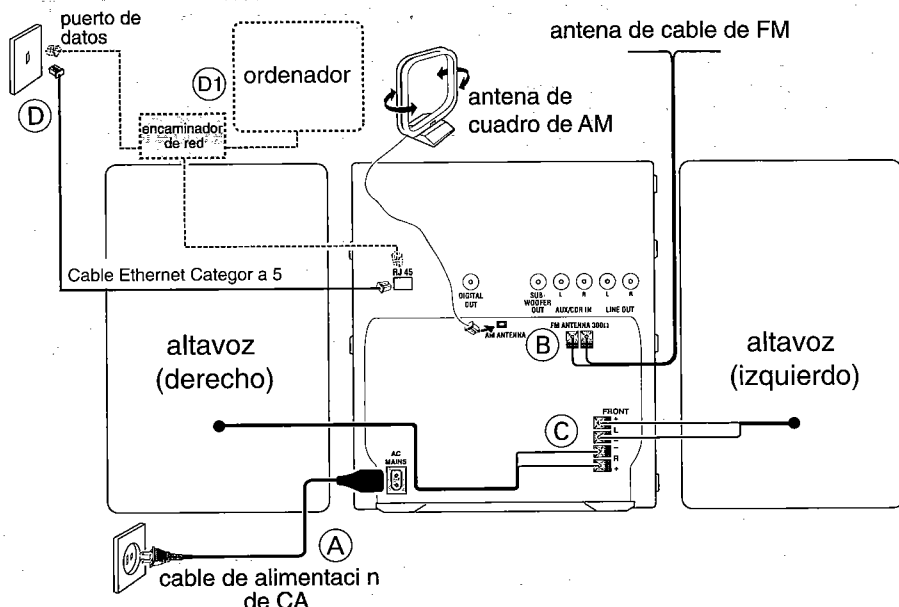 puerto de
datos
D
D1
ordenador
encaminador
de red
antena de
cuadro de AM
antena de cable de FM
Cable Ethernet Categor a 5
RJ 45
DIGITAL
OUT
SUB-
WOOFER
OUT
L
R
AUX/CDR IN
L
R
LINE OUT
AM ANTENNA
FM ANTENNA 300Ω
B
altavoz
(derecho)
altavoz
(izquierdo)
C
FRONT
+
L
–
–
R
+
AC
MAINS
A
cable de alimentaci n
de CA